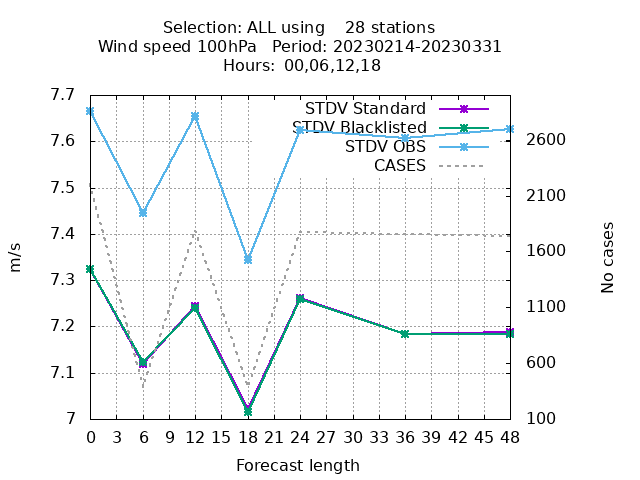 Selection: ALL using    28 stations
Wind speed 100hPa   Period: 20230214-20230331
Hours: 00,06,12,18
7.7
7.6
7.5
7.4
7.3
7.2
7.1
7
m/s
STDV Standard
STDV Blacklisted
STDV OBS
CASES
2600
2100
1600
1100
600
100
No cases
0 3 6 9 12 15 18 21 24 27 30 33 36 39 42 45 48
Forecast length